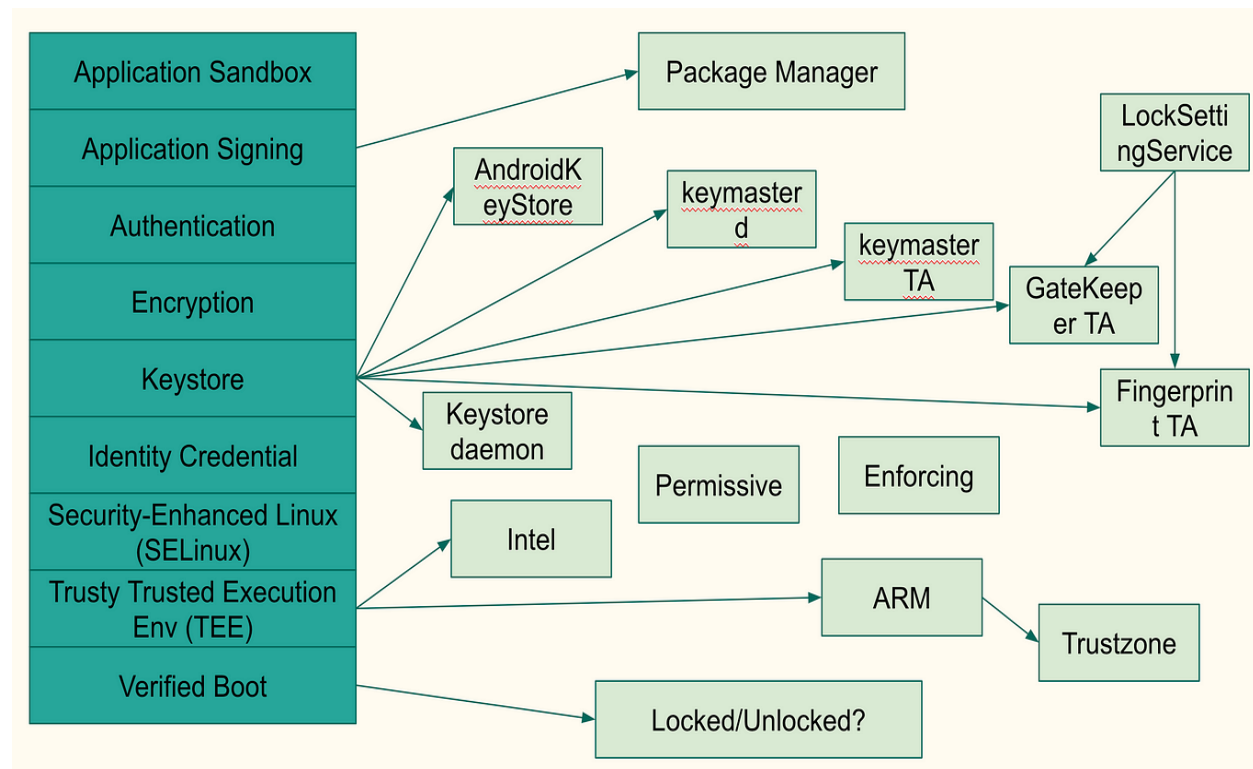 Application Sandbox
Application Signing
Authentication
Encryption
Keystore
Identity Credential
Security-Enhanced Linux
(SELinux)
Trusty Trusted Execution
Env (TEE)
Verified Boot
Package Manager
LockSetti
ngService
AndroidK
eyStore
keymaster
d
keymaster
TA
GateKeep
er TA
Fingerprin
t TA
Keystore
daemon
Permissive
Enforcing
Intel
ARM
Trustzone
Locked/Unlocked?